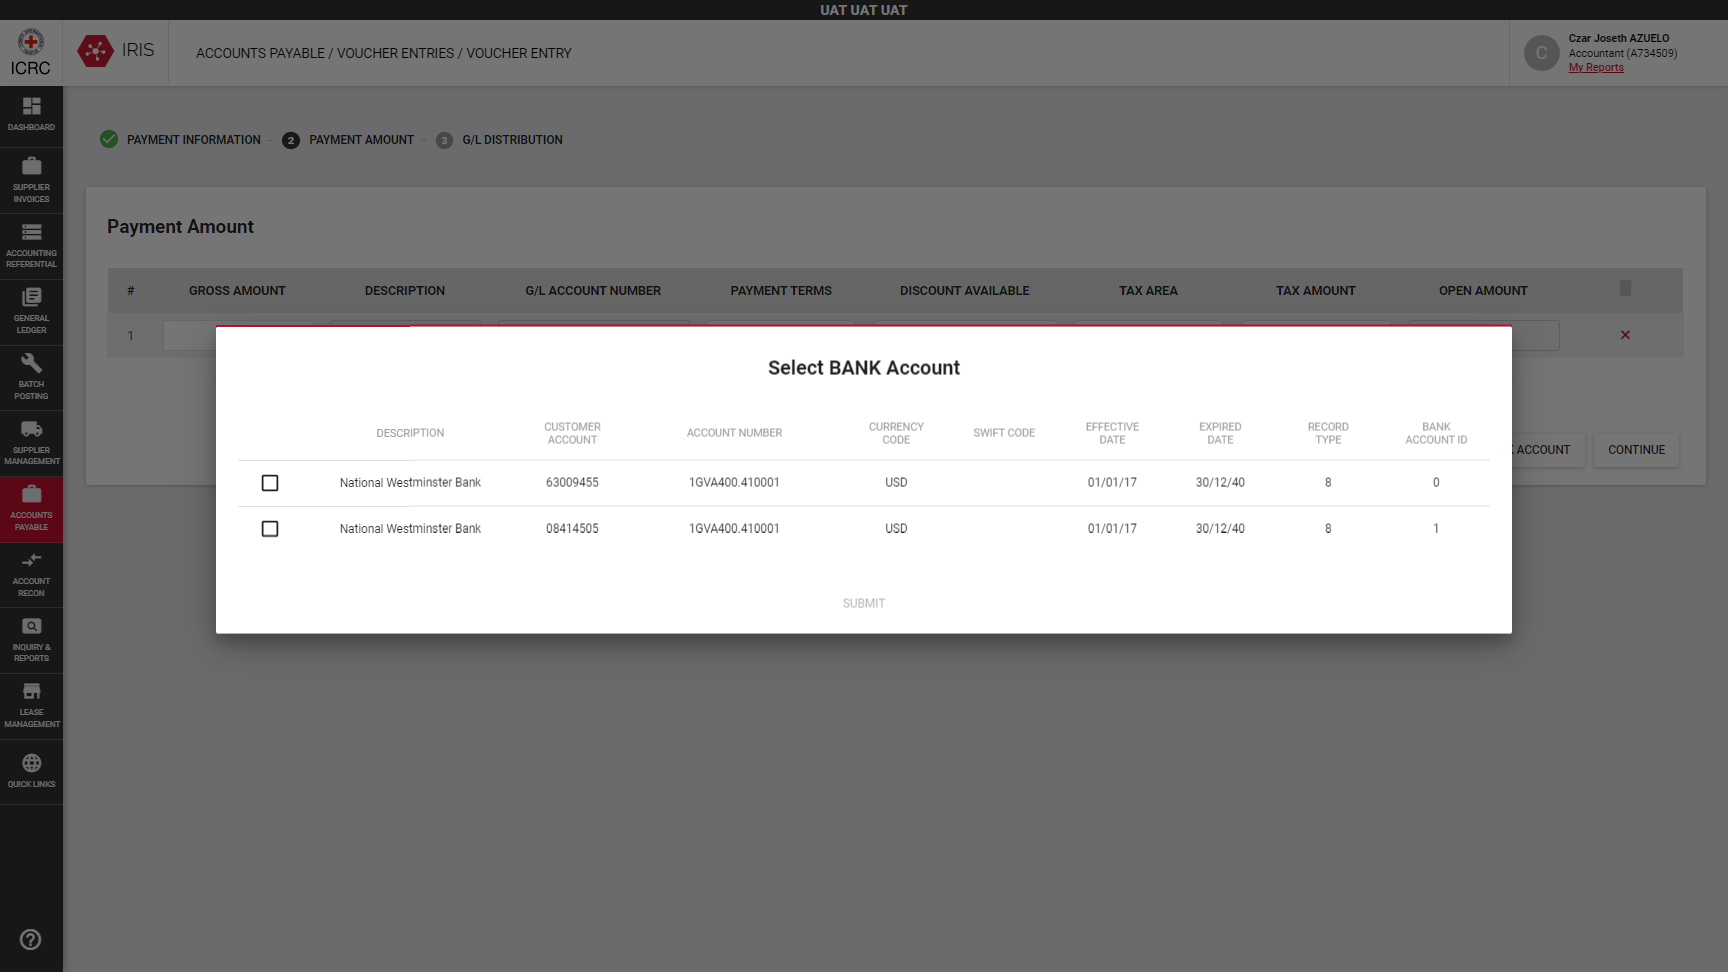 UAT UAT UAT
ICRC
IRIS
ACCOUNTS PAYABLE / VOUCHER ENTRIES / VOUCHER ENTRY
C
Czar Joseth AZUELO
Accountant (A734509)
My Reports
DASHBOARD
SUPPLIER
INVOICES
ACCOUNTING
REFERENTIAL
GENERAL
LEDGER
BATCH
POSTING
SUPPLIER
MANAGEMENT
ACCOUNTS
PAYABLE
ACCOUNT
RECON
INQUIRY &
REPORTS
LEASE
MANAGEMENT
QUICK LINKS
PAYMENT INFORMATION - 2 PAYMENT AMOUNT - 3 G/L DISTRIBUTION
Payment Amount
# GROSS AMOUNT DESCRIPTION G/L ACCOUNT NUMBER PAYMENT TERMS DISCOUNT AVAILABLE TAX AREA TAX AMOUNT OPEN AMOUNT
1
ACCOUNT CONTINUE
Select BANK Account
DESCRIPTION CUSTOMER ACCOUNT ACCOUNT NUMBER CURRENCY CODE SWIFT CODE EFFECTIVE DATE EXPIRED DATE RECORD TYPE BANK ACCOUNT ID
National Westminster Bank 63009455 1GVA400.410001 USD 01/01/17 30/12/40 8 0
National Westminster Bank 08414505 1GVA400.410001 USD 01/01/17 30/12/40 8 1
SUBMIT